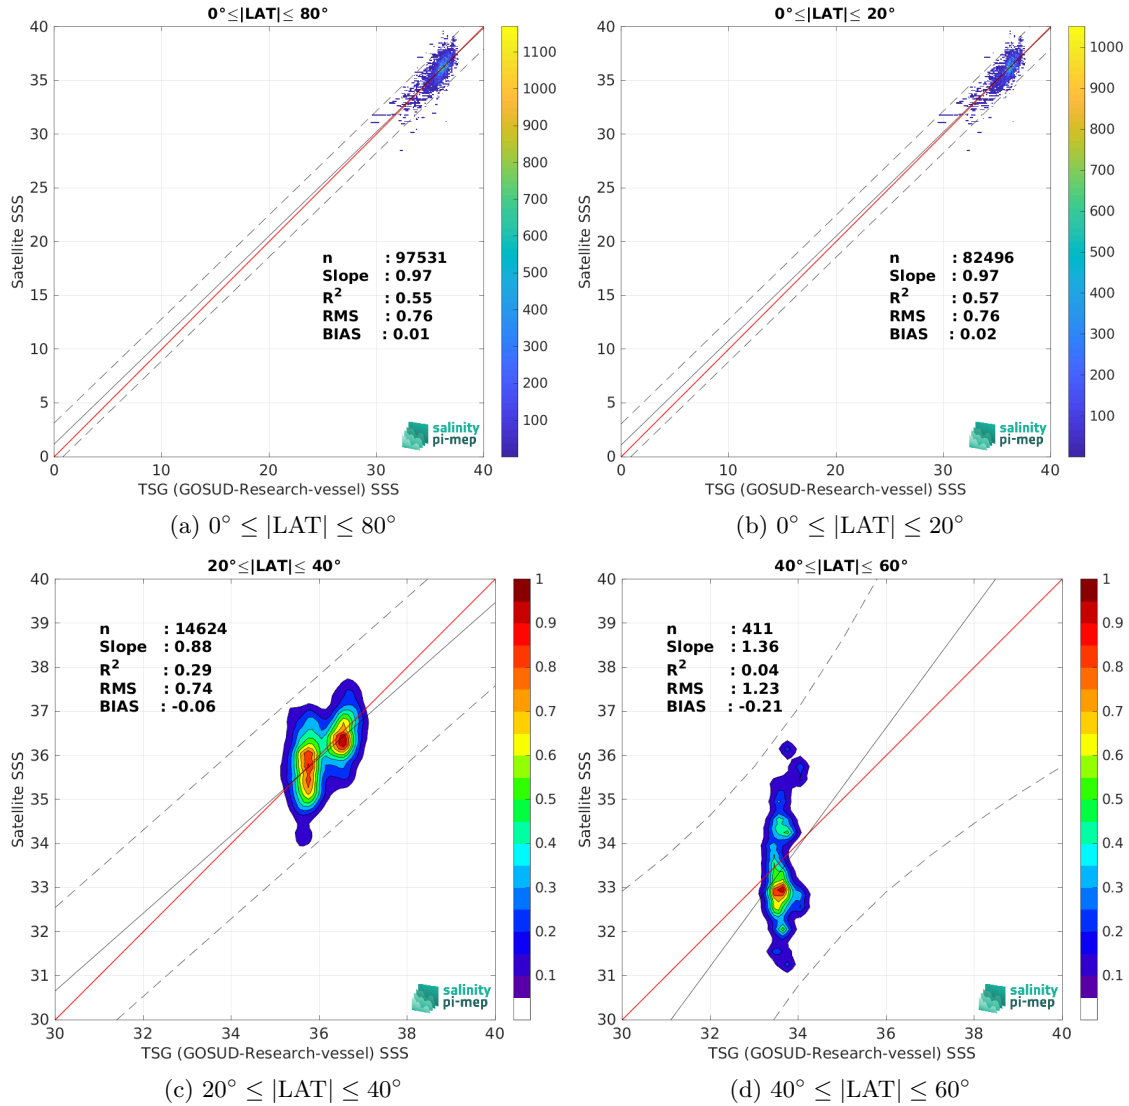 0°≤|LAT|≤ 80°
Satellite SSS
40
35
30
25
20
15
10
5
0
n : 97531
Slope : 0.97
R² : 0.55
RMS : 0.76
BIAS : 0.01
salinity
pi-mep
0 10 20 30 40
TSG (GOSUD-Research-vessel) SSS
1100
1000
900
800
700
600
500
400
300
200
100
(a) 0° ≤ |LAT| ≤ 80°
0°≤|LAT|≤ 20°
Satellite SSS
40
35
30
25
20
15
10
5
0
n : 82496
Slope : 0.97
R² : 0.57
RMS : 0.76
BIAS : 0.02
salinity
pi-mep
0 10 20 30 40
TSG (GOSUD-Research-vessel) SSS
1000
900
800
700
600
500
400
300
200
100
(b) 0° ≤ |LAT| ≤ 20°
20°≤|LAT|≤ 40°
Satellite SSS
40
39
38
37
36
35
34
33
32
31
30
n : 14624
Slope : 0.88
R² : 0.29
RMS : 0.74
BIAS : -0.06
salinity
pi-mep
30 32 34 36 38 40
TSG (GOSUD-Research-vessel) SSS
1
0.9
0.8
0.7
0.6
0.5
0.4
0.3
0.2
0.1
(c) 20° ≤ |LAT| ≤ 40°
40°≤|LAT|≤ 60°
Satellite SSS
40
39
38
37
36
35
34
33
32
31
30
n : 411
Slope : 1.36
R² : 0.04
RMS : 1.23
BIAS : -0.21
salinity
pi-mep
30 32 34 36 38 40
TSG (GOSUD-Research-vessel) SSS
1
0.9
0.8
0.7
0.6
0.5
0.4
0.3
0.2
0.1
(d) 40° ≤ |LAT| ≤ 60°